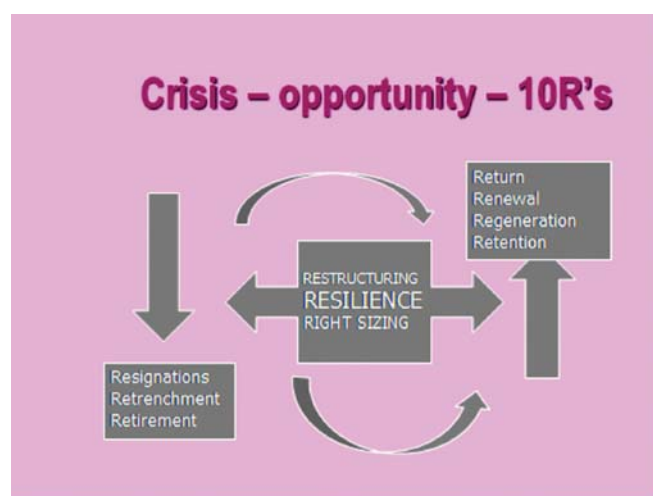 Crisis – opportunity – 10R's
Return
Renewal
Regeneration
Retention
RESTRUCTURING
RESILIENCE
RIGHT SIZING
Resignations
Retrenchment
Retirement